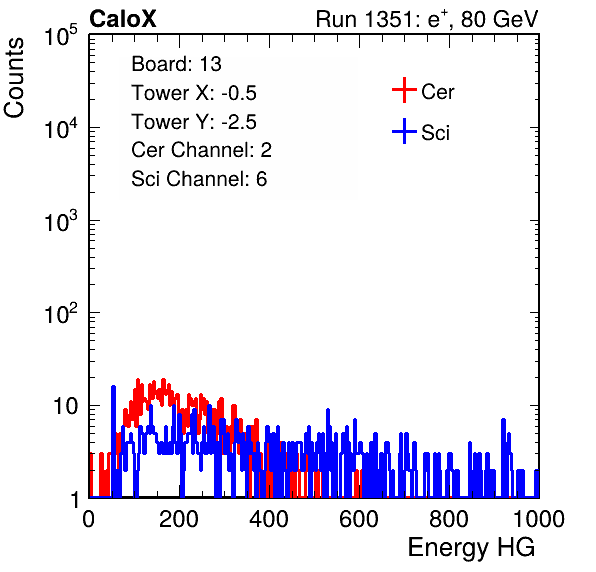 CaloX Run 1351: e⁺, 80 GeV
Board: 13
Tower X: -0.5
Tower Y: -2.5
Cer Channel: 2
Sci Channel: 6
Cer
Sci
Counts
10⁵
10⁴
10³
10²
10
1
0 200 400 600 800 1000
Energy HG